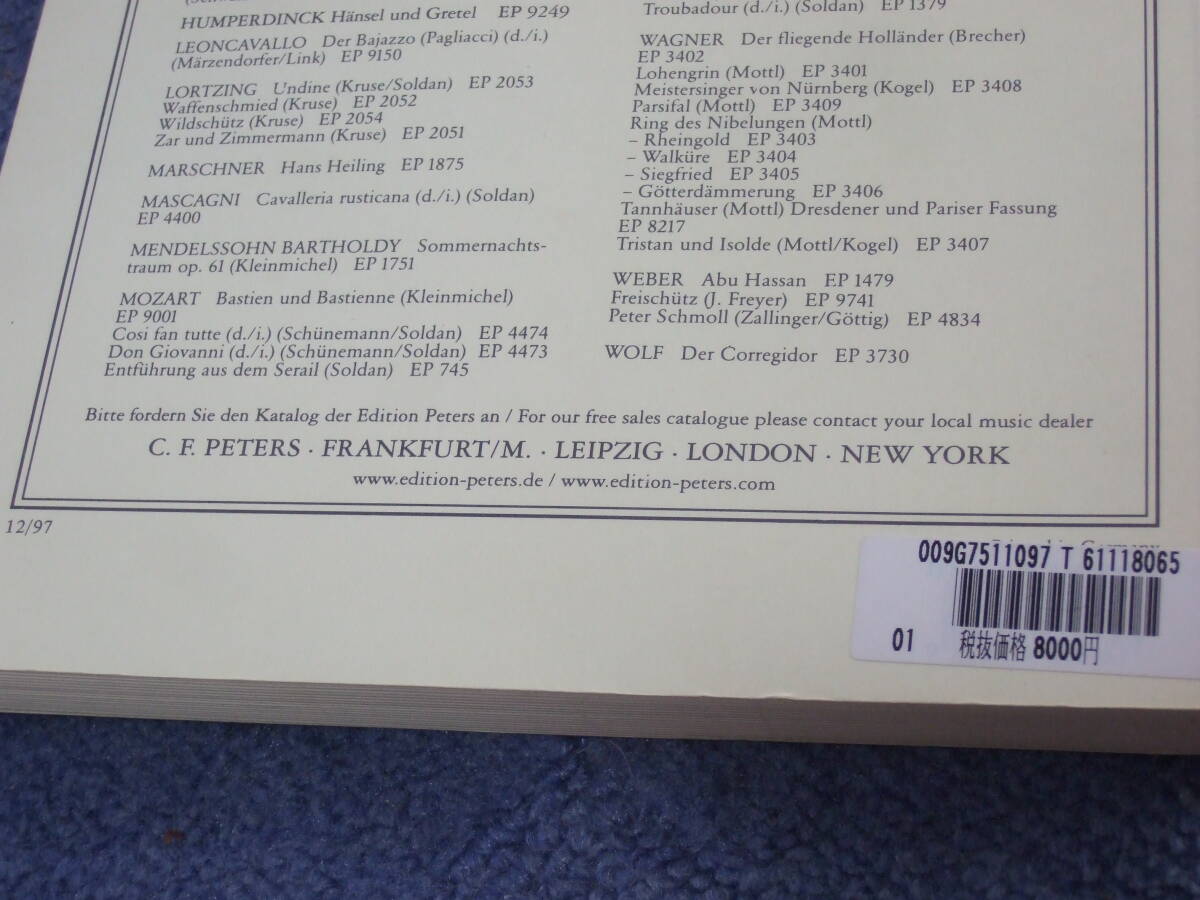 HUMPERDINCK Hänsel und Gretel EP 9249
LEONCAVALLO Der Bajazzo (Pagliacci) (d./i.)
(Märzendorfer/Link) EP 9150
LORTZING Undine (Kruse/Soldan) EP 2053
Waffenschmied (Kruse) EP 2052
Wildschütz (Kruse) EP 2054
Zar und Zimmermann (Kruse) EP 2051
MARSCHNER Hans Heiling EP 1875
MASCAGNI Cavalleria rusticana (d./i.) (Soldan)
EP 4400
MENDELSSOHN BARTHOLDY Sommernachts-
traum op. 61 (Kleinmichel) EP 1751
MOZART Bastien und Bastienne (Kleinmichel)
EP 9001
Cosi fan tutte (d./i.) (Schünemann/Soldan) EP 4474
Don Giovanni (d./i.) (Schünemann/Soldan) EP 4473
Entführung aus dem Serail (Soldan) EP 745
Troubadour (d./i.) (Soldan) EP 1379
WAGNER Der fliegende Holländer (Brecher)
EP 3402
Lohengrin (Mottl) EP 3401
Meistersinger von Nürnberg (Kogel) EP 3408
Parsifal (Mottl) EP 3409
Ring des Nibelungen (Mottl)
– Rheingold EP 3403
– Walküre EP 3404
– Siegfried EP 3405
– Götterdämmerung EP 3406
Tannhäuser (Mottl) Dresdener und Pariser Fassung
EP 8217
Tristan und Isolde (Mottl/Kogel) EP 3407
WEBER Abu Hassan EP 1479
Freischütz (J. Freyer) EP 9741
Peter Schmoll (Zallinger/Göttig) EP 4834
WOLF Der Corregidor EP 3730
Bitte fordern Sie den Katalog der Edition Peters an / For our free sales catalogue please contact your local music dealer
C. F. PETERS · FRANKFURT/M. · LEIPZIG · LONDON · NEW YORK
www.edition-peters.de / www.edition-peters.com
12/97
009G7511097 T 61118065
01 税抜価格 8000円